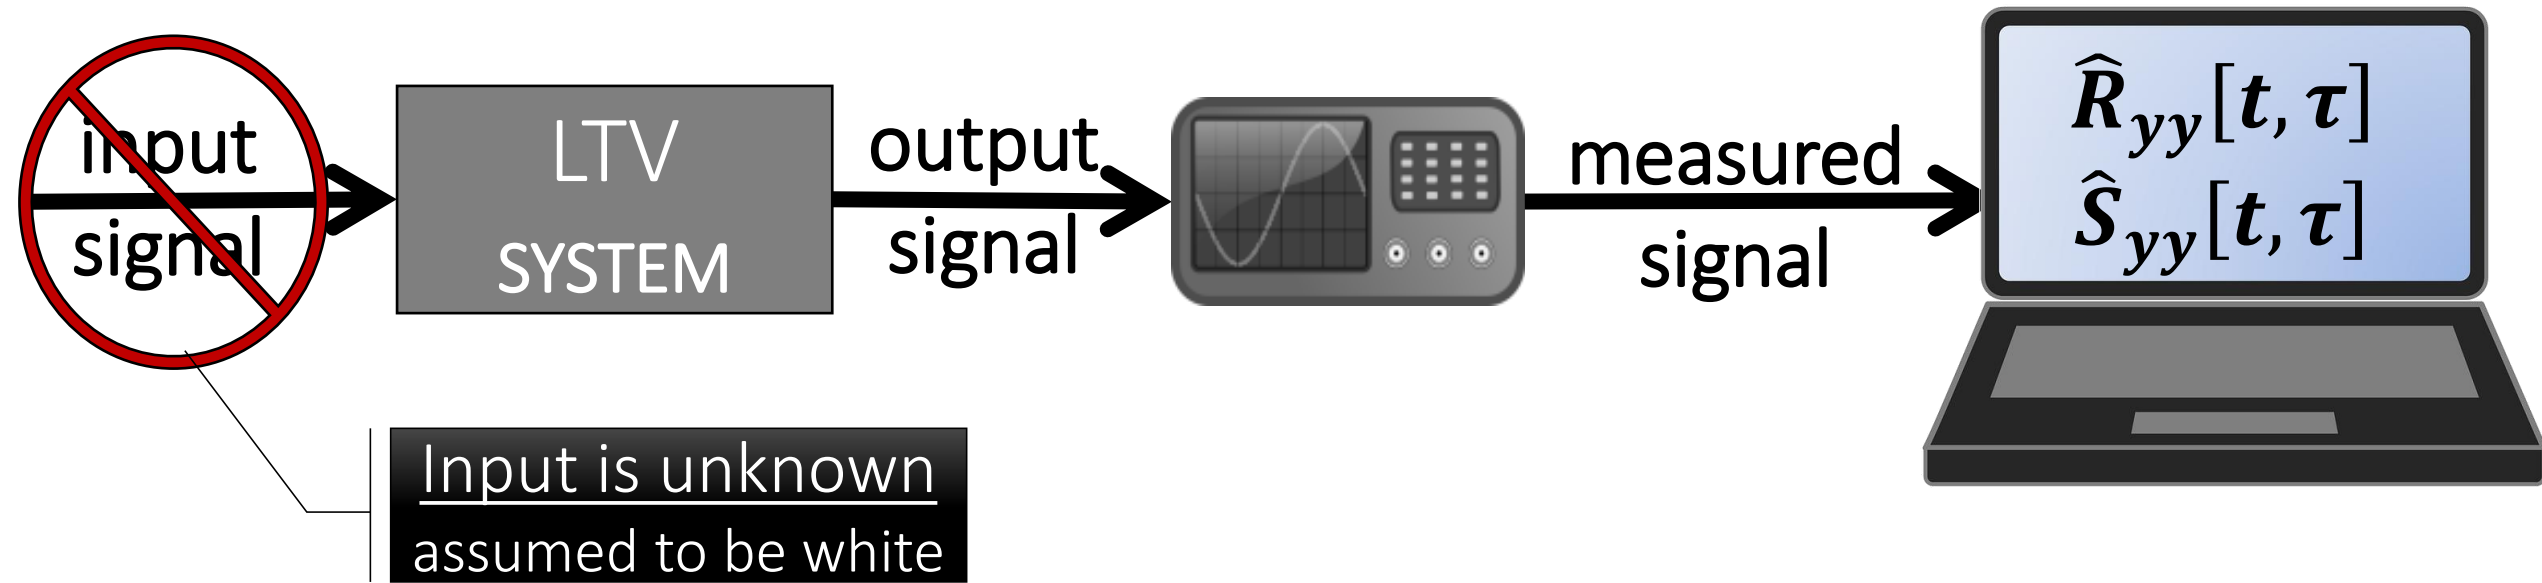 input
signal
LTV
SYSTEM
output
signal
measured
signal
R̂yy[t, τ]
Ŝyy[t, τ]
Input is unknown
assumed to be white